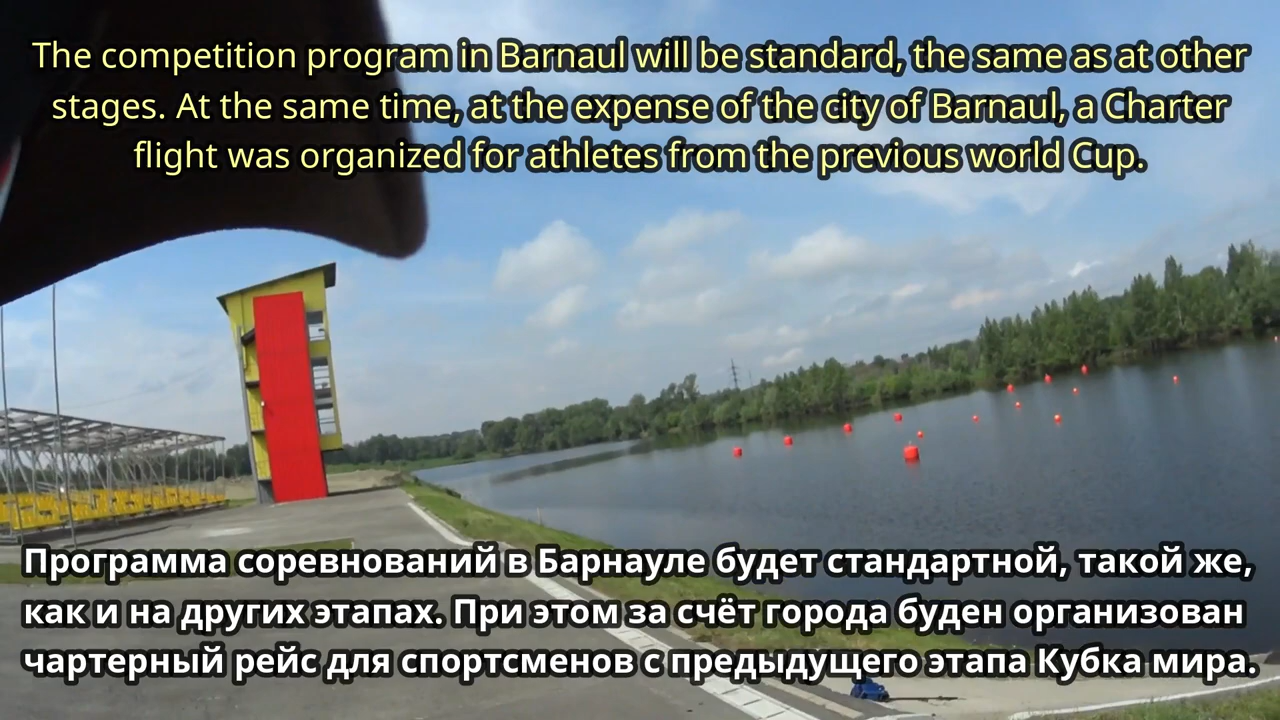 The competition program in Barnaul will be standard, the same as at other
stages. At the same time, at the expense of the city of Barnaul, a Charter
flight was organized for athletes from the previous world Cup.
Программа соревнований в Барнауле будет стандартной, такой же,
как и на других этапах. При этом за счёт города буден организован
чартерный рейс для спортсменов с предыдущего этапа Кубка мира.